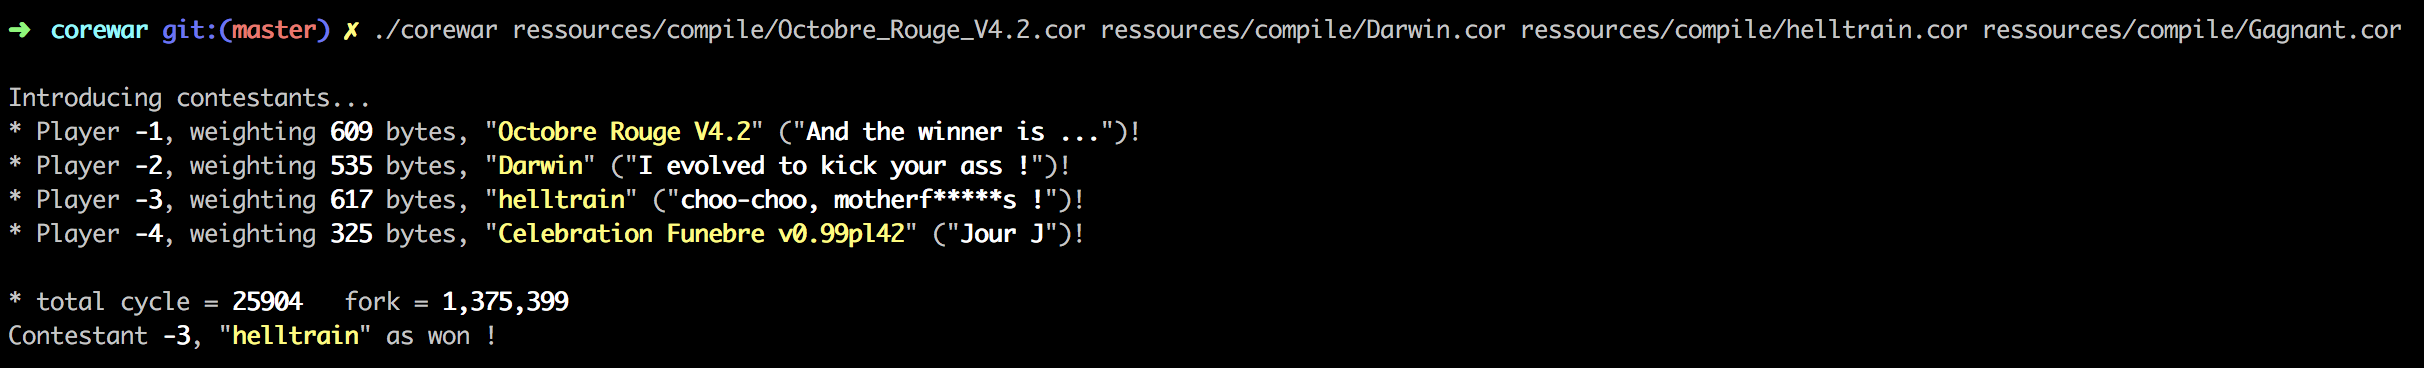 ➜ corewar git:(master) ✗ ./corewar ressources/compile/Octobre_Rouge_V4.2.cor ressources/compile/Darwin.cor ressources/compile/helltrain.cor ressources/compile/Gagnant.cor
Introducing contestants...
* Player -1, weighting 609 bytes, "Octobre Rouge V4.2" ("And the winner is ...")!
* Player -2, weighting 535 bytes, "Darwin" ("I evolved to kick your ass !")!
* Player -3, weighting 617 bytes, "helltrain" ("choo-choo, motherf*****s !")!
* Player -4, weighting 325 bytes, "Celebration Funebre v0.99pl42" ("Jour J")!
* total cycle = 25904   fork = 1,375,399
Contestant -3, "helltrain" as won !